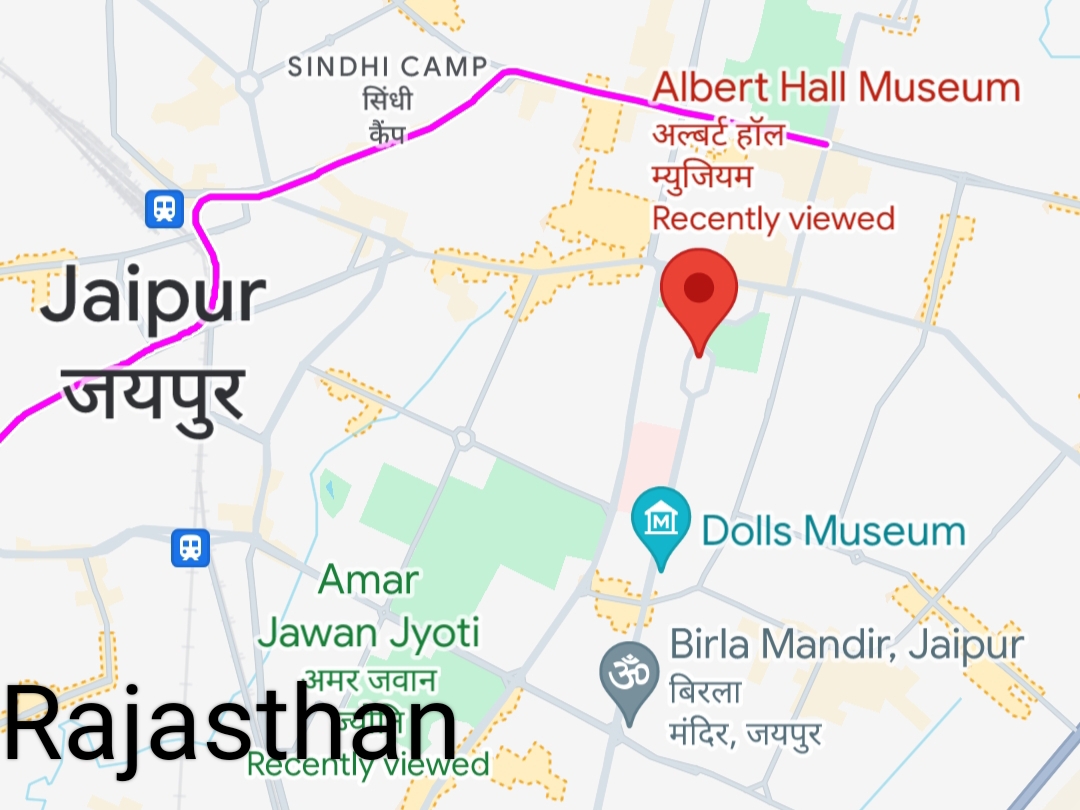 SINDHI CAMP
सिंधी
कैंप
Albert Hall Museum
अल्बर्ट हॉल
म्युजियम
Recently viewed
Jaipur
जयपुर
Dolls Museum
Amar
Jawan Jyoti
अमर जवान
ज्योति
Recently viewed
Birla Mandir, Jaipur
बिरला
मंदिर, जयपुर
Rajasthan